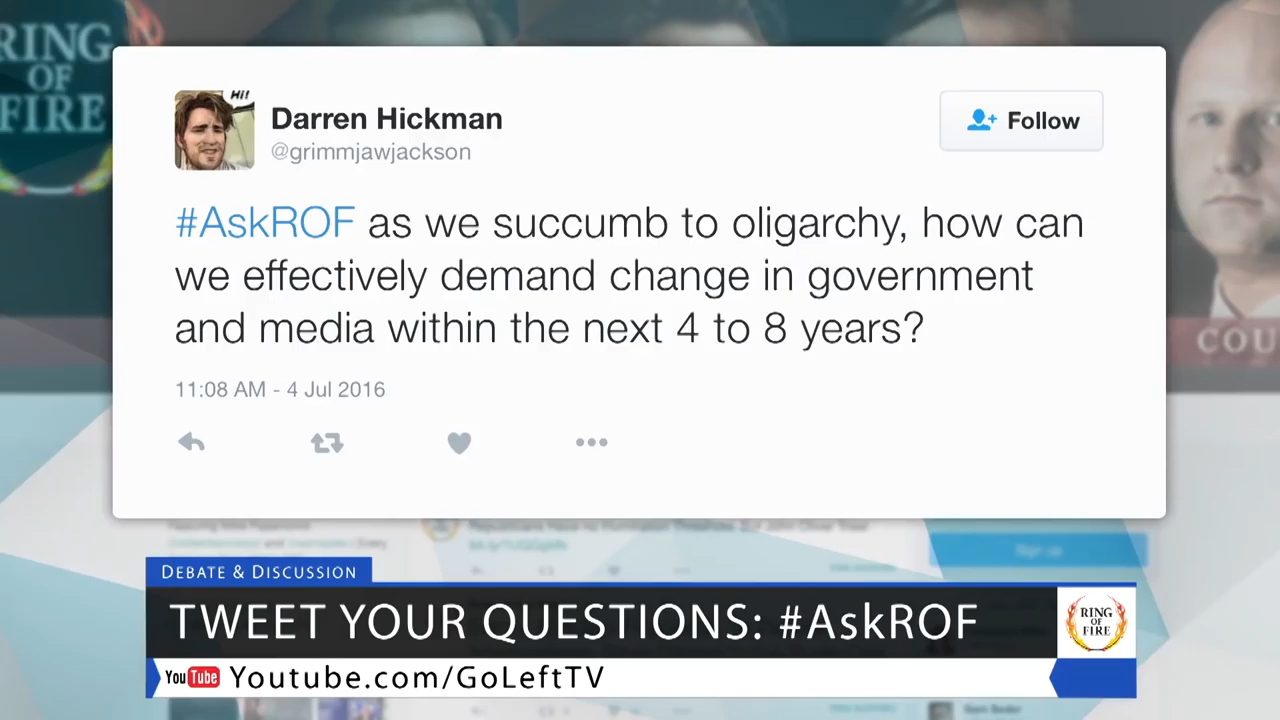 RING
OF
FIRE
Hi!
Darren Hickman
@grimmjawjackson
Follow
#AskROF as we succumb to oligarchy, how can
we effectively demand change in government
and media within the next 4 to 8 years?
11:08 AM - 4 Jul 2016
COU
Sign up
DEBATE & DISCUSSION
TWEET YOUR QUESTIONS: #AskROF
RING
OF
FIRE
YouTube Youtube.com/GoLeftTV